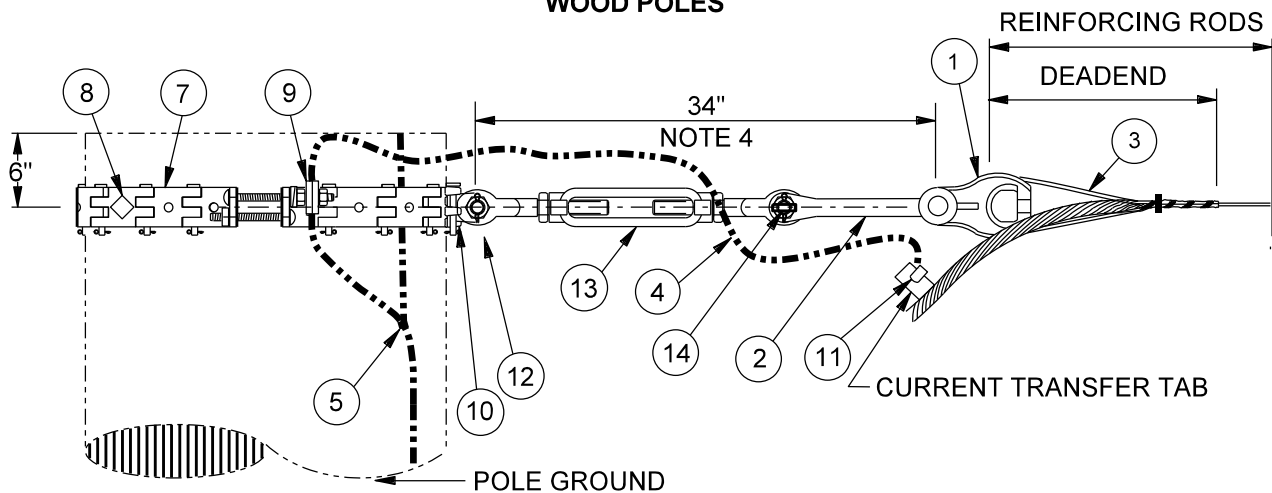 WOOD POLES
REINFORCING RODS
1
DEADEND
8
7
9
34"
NOTE 4
3
6"
13
4
14
2
11
12
5
10
CURRENT TRANSFER TAB
POLE GROUND